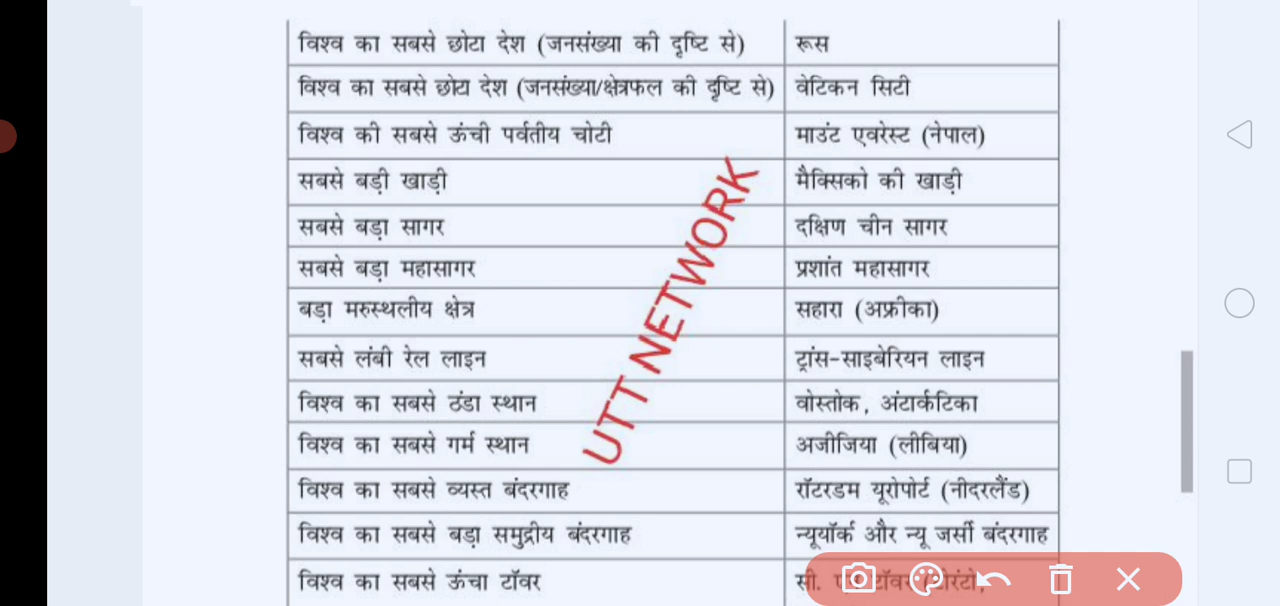 विश्व का सबसे छोटा देश (जनसंख्या की दृष्टि से) रूस
विश्व का सबसे छोटा देश (जनसंख्या/क्षेत्रफल की दृष्टि से) वेटिकन सिटी
विश्व की सबसे ऊंची पर्वतीय चोटी माउंट एवरेस्ट (नेपाल)
सबसे बड़ी खाड़ी मैक्सिको की खाड़ी
सबसे बड़ा सागर दक्षिण चीन सागर
सबसे बड़ा महासागर प्रशांत महासागर
बड़ा मरुस्थलीय क्षेत्र सहारा (अफ्रीका)
सबसे लंबी रेल लाइन ट्रांस-साइबेरियन लाइन
विश्व का सबसे ठंडा स्थान वोस्तोक, अंटार्कटिका
विश्व का सबसे गर्म स्थान अजीजिया (लीबिया)
विश्व का सबसे व्यस्त बंदरगाह रॉटरडम यूरोपोर्ट (नीदरलैंड)
विश्व का सबसे बड़ा समुद्रीय बंदरगाह न्यूयॉर्क और न्यू जर्सी बंदरगाह
विश्व का सबसे ऊंचा टॉवर सी. टॉवर
UTT NETWORK